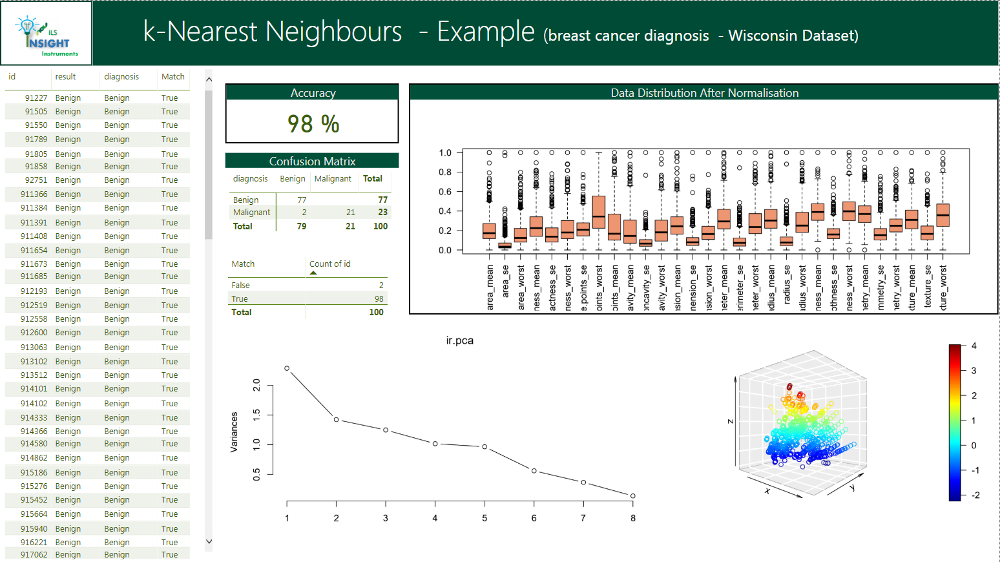 ILS
INSIGHT
Instruments
k-Nearest Neighbours - Example (breast cancer diagnosis - Wisconsin Dataset)
id result diagnosis Match
91227 Benign Benign True
91505 Benign Benign True
91550 Benign Benign True
91789 Benign Benign True
91805 Benign Benign True
91858 Benign Benign True
92751 Benign Benign True
911366 Benign Benign True
911384 Benign Benign True
911391 Benign Benign True
911408 Benign Benign True
911654 Benign Benign True
911673 Benign Benign True
911685 Benign Benign True
912193 Benign Benign True
912519 Benign Benign True
912558 Benign Benign True
912600 Benign Benign True
913063 Benign Benign True
913102 Benign Benign True
913512 Benign Benign True
914101 Benign Benign True
914102 Benign Benign True
914333 Benign Benign True
914366 Benign Benign True
914580 Benign Benign True
914862 Benign Benign True
915186 Benign Benign True
915276 Benign Benign True
915452 Benign Benign True
915664 Benign Benign True
915940 Benign Benign True
916221 Benign Benign True
917062 Benign Benign True
Accuracy
98 %
Confusion Matrix
diagnosis Benign Malignant Total
Benign 77 77
Malignant 2 21 23
Total 79 21 100
Match Count of id
False 2
True 98
Total 100
Data Distribution After Normalisation
1.0
0.8
0.6
0.4
0.2
0.0
area_mean
area_se
area_worst
ness_mean
actness_se
ness_worst
e.points_se
oints_worst
ints_mean
avity_mean
oncavity_se
avity_worst
sion_mean
nension_se
nsion_worst
neter_mean
erimeter_se
neter_worst
dius_mean
radius_se
dius_worst
ness_mean
othness_se
ness_worst
netry_mean
mmetry_se
netry_worst
xture_mean
texture_se
xture_worst
ir.pca
Variances
2.0
1.5
1.0
0.5
1 2 3 4 5 6 7 8
z
x
y
4
3
2
1
0
-1
-2